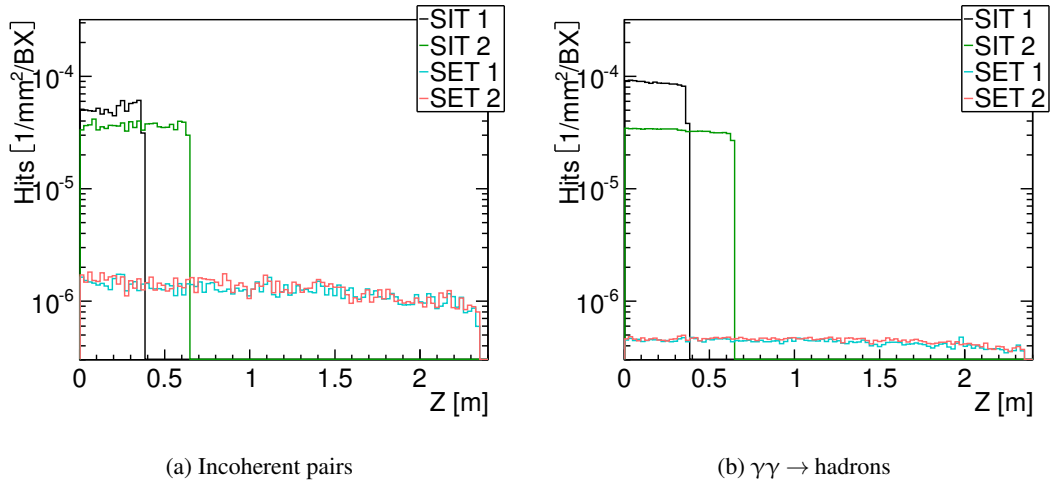 SIT 1
SIT 2
SET 1
SET 2
Hits [1/mm²/BX]
10⁻⁴
10⁻⁵
10⁻⁶
0 0.5 1 1.5 2
Z [m]
(a) Incoherent pairs
SIT 1
SIT 2
SET 1
SET 2
Hits [1/mm²/BX]
10⁻⁴
10⁻⁵
10⁻⁶
0 0.5 1 1.5 2
Z [m]
(b) γγ → hadrons